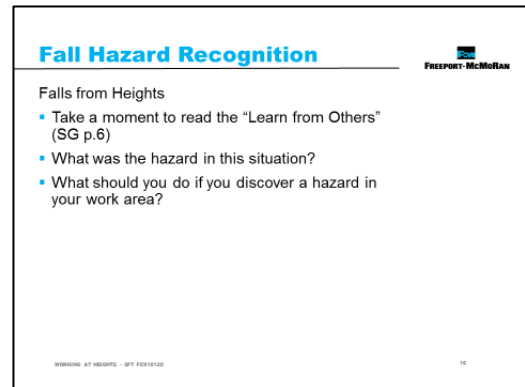 Fall Hazard Recognition
FCX
FREEPORT-McMoRAN
Falls from Heights
▪ Take a moment to read the “Learn from Others”
(SG p.6)
▪ What was the hazard in this situation?
▪ What should you do if you discover a hazard in
your work area?
WORKING AT HEIGHTS – SFT FCX1012C
16